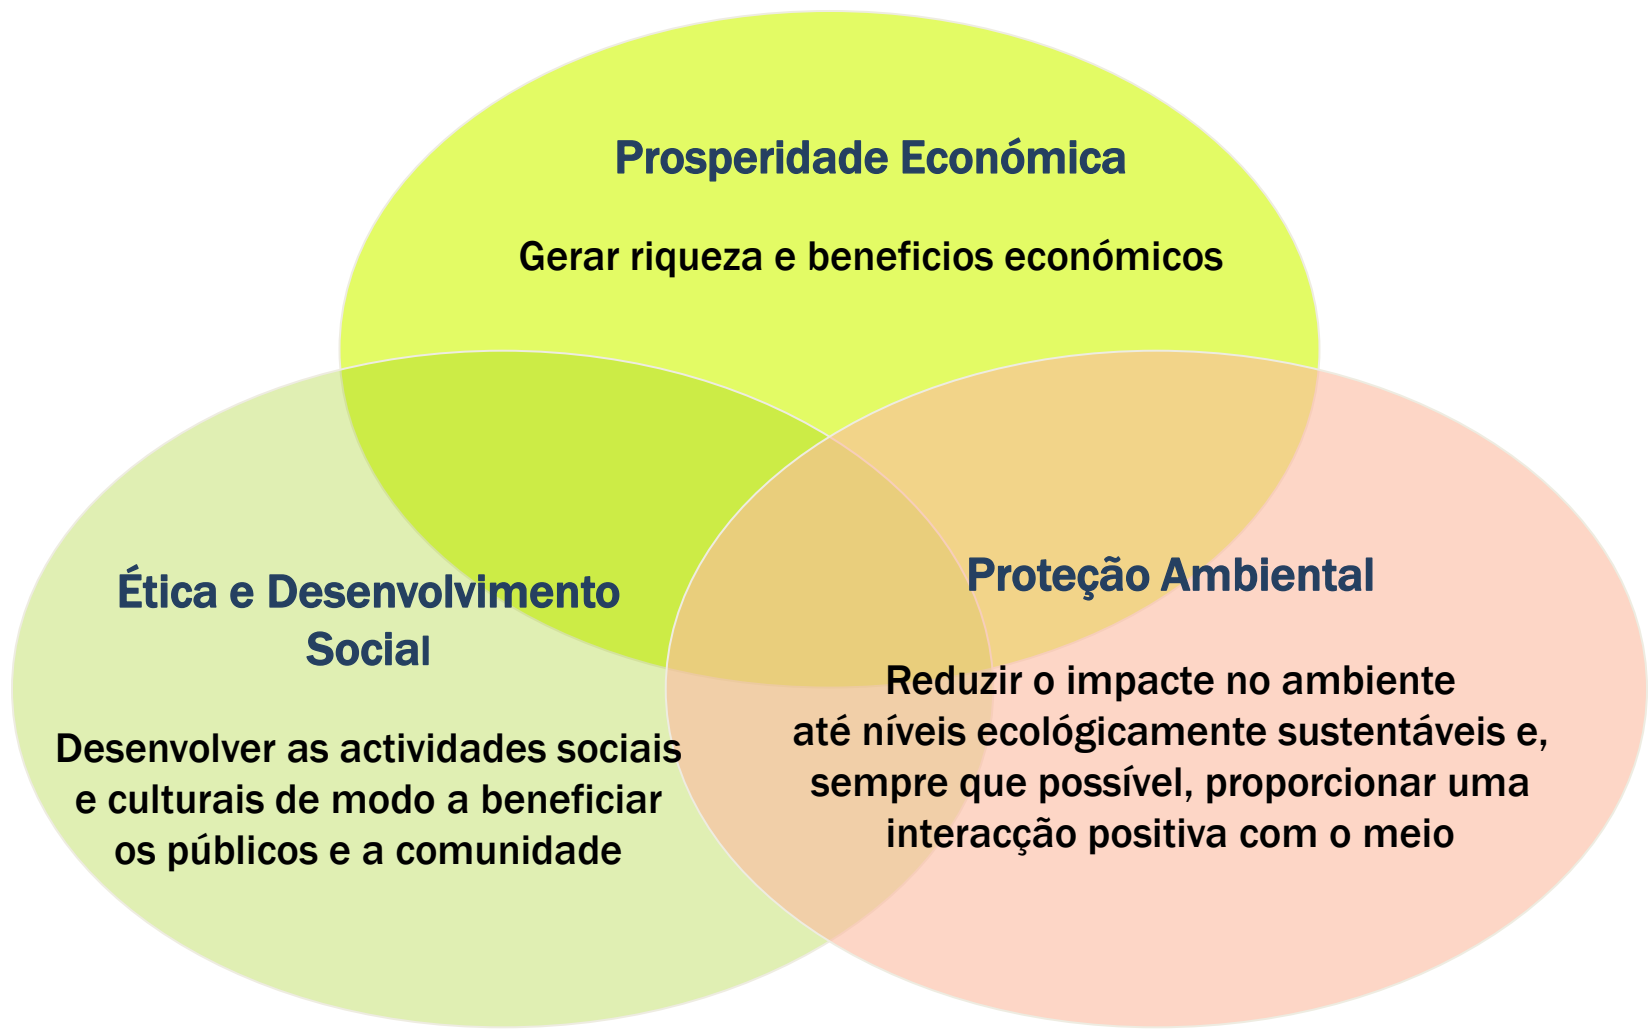 Prosperidade Económica
Gerar riqueza e beneficios económicos
Ética e Desenvolvimento
Social
Desenvolver as actividades sociais
e culturais de modo a beneficiar
os públicos e a comunidade
Proteção Ambiental
Reduzir o impacte no ambiente
até níveis ecológicamente sustentáveis e,
sempre que possível, proporcionar uma
interacção positiva com o meio